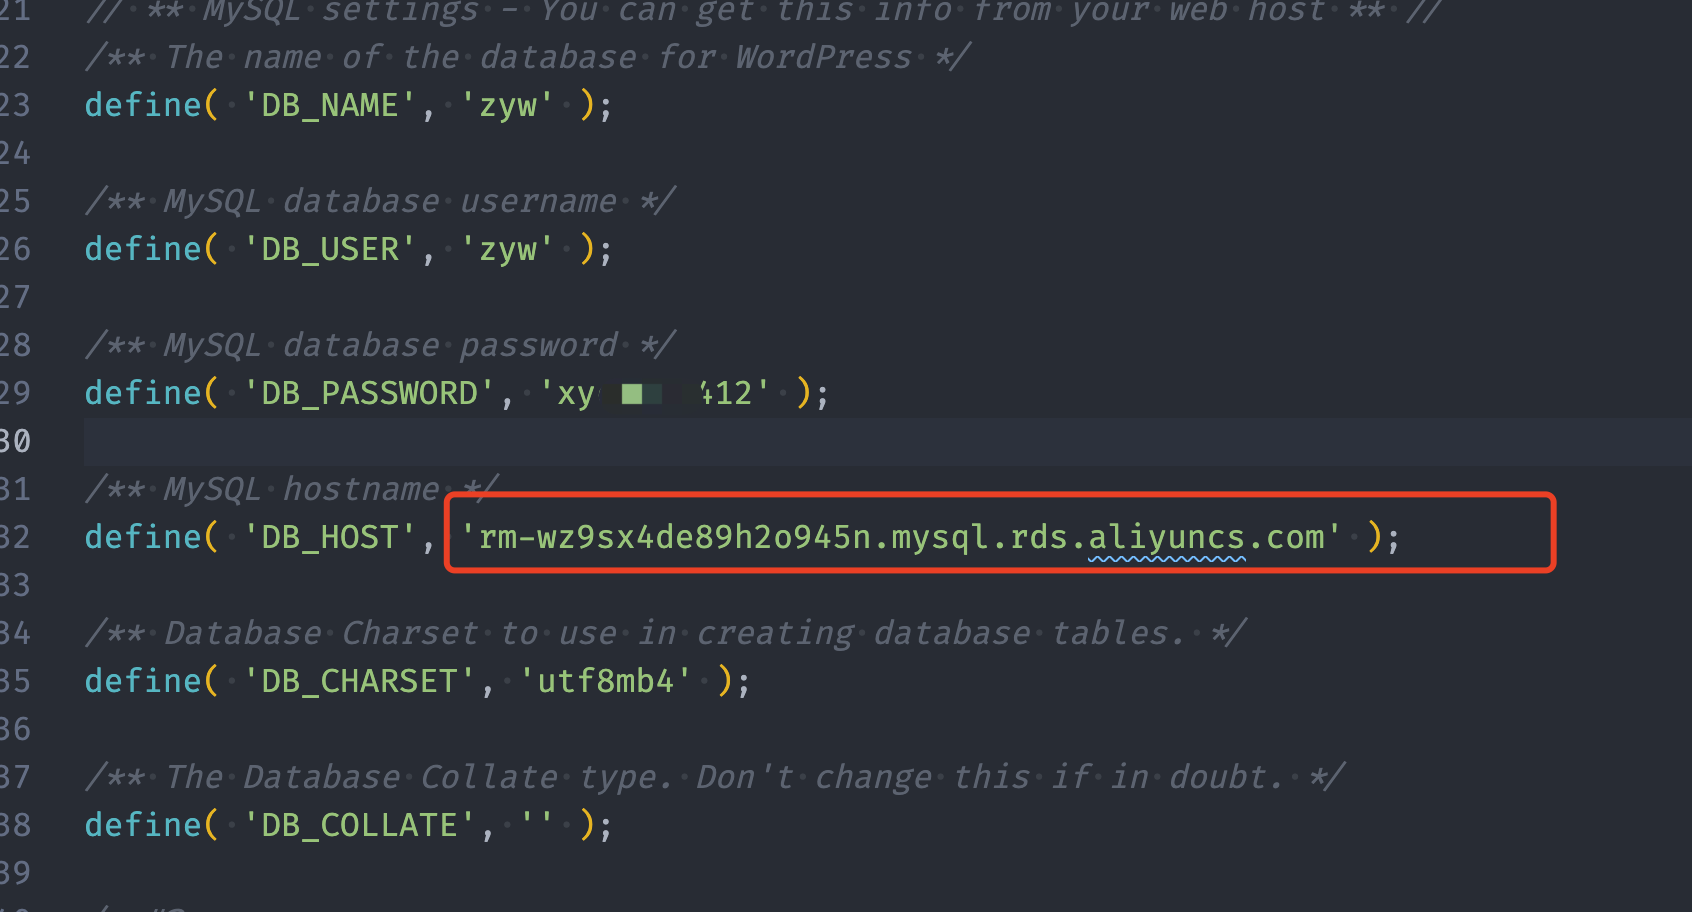 21 // ** MySQL settings - You can get this info from your web host ** //
22 /** The name of the database for WordPress */
23 define( 'DB_NAME', 'zyw' );
24
25 /** MySQL database username */
26 define( 'DB_USER', 'zyw' );
27
28 /** MySQL database password */
29 define( 'DB_PASSWORD', 'xy 412' );
30
31 /** MySQL hostname */
32 define( 'DB_HOST', 'rm-wz9sx4de89h2o945n.mysql.rds.aliyuncs.com' );
33
34 /** Database Charset to use in creating database tables. */
35 define( 'DB_CHARSET', 'utf8mb4' );
36
37 /** The Database Collate type. Don't change this if in doubt. */
38 define( 'DB_COLLATE', '' );
39